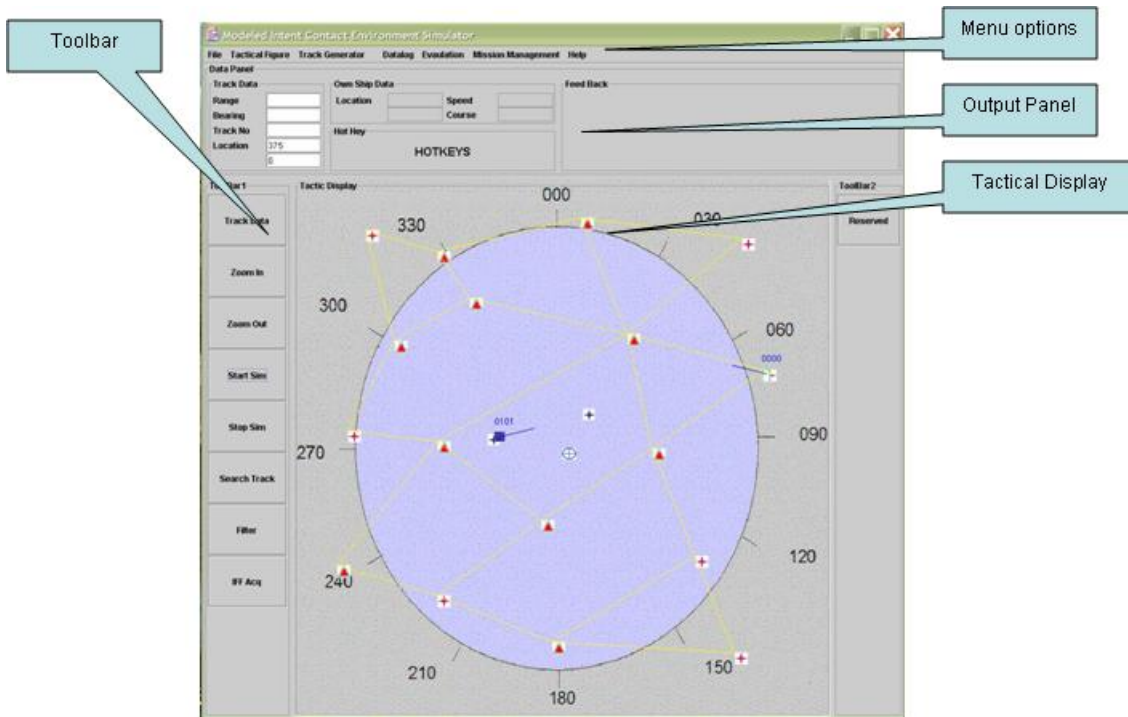 Toolbar
Menu options
Output Panel
Tactical Display
Modeled Intent Contact Environment Simulator
File Tactical Figure Track Generator Datalog Evaulation Mission Management Help
Data Panel
Track Data
Range
Bearing
Track No
Location 375
0
Own Ship Data
Location Speed
Course
Hot Key
HOTKEYS
Feed Back
ToolBar1
Track Data
Zoom In
Zoom Out
Start Sim
Stop Sim
Search Track
Filter
IFF Acq
Tactic Display
000
030
060
090
120
150
180
210
240
270
300
330
0000
0101
ToolBar2
Reserved